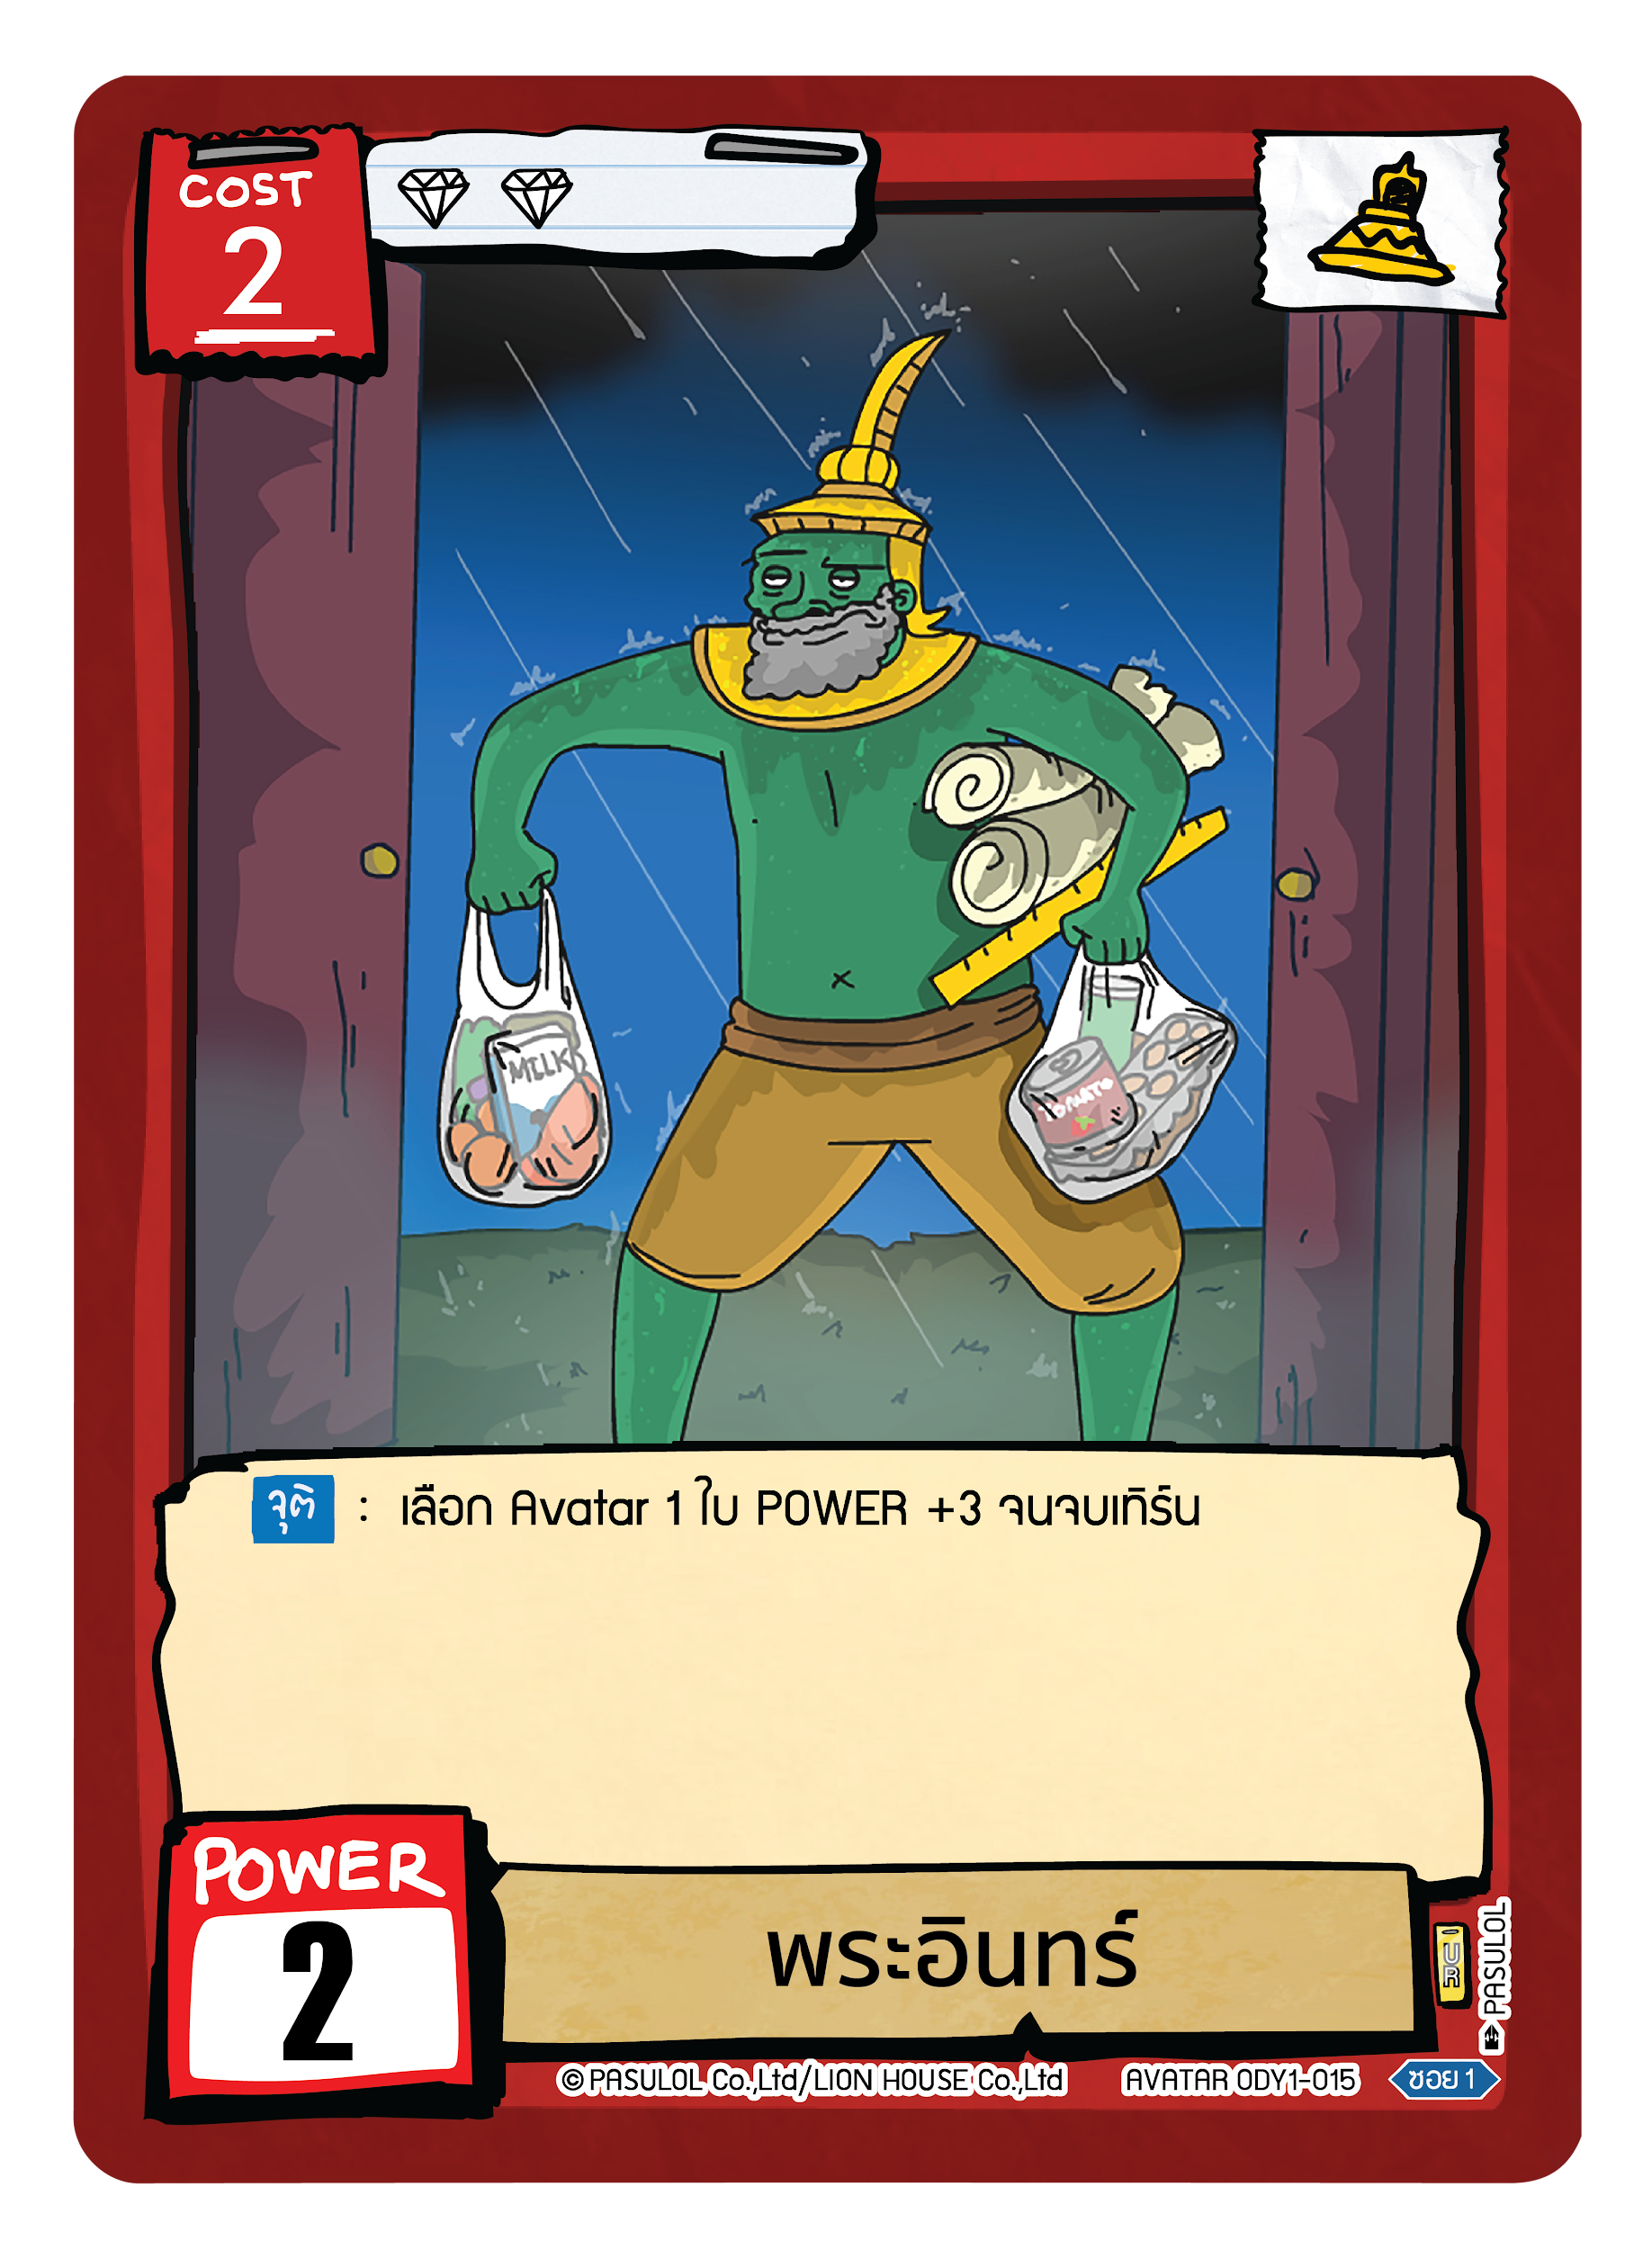 COST
2
MILK
TOMATO
จุติ : เลือก Avatar 1 ใบ POWER +3 จนจบเทิร์น
POWER
2
พระอินทร์
UR
PASULOL
© PASULOL Co.,Ltd/LION HOUSE Co.,Ltd AVATAR ODY1-015 ซอย 1